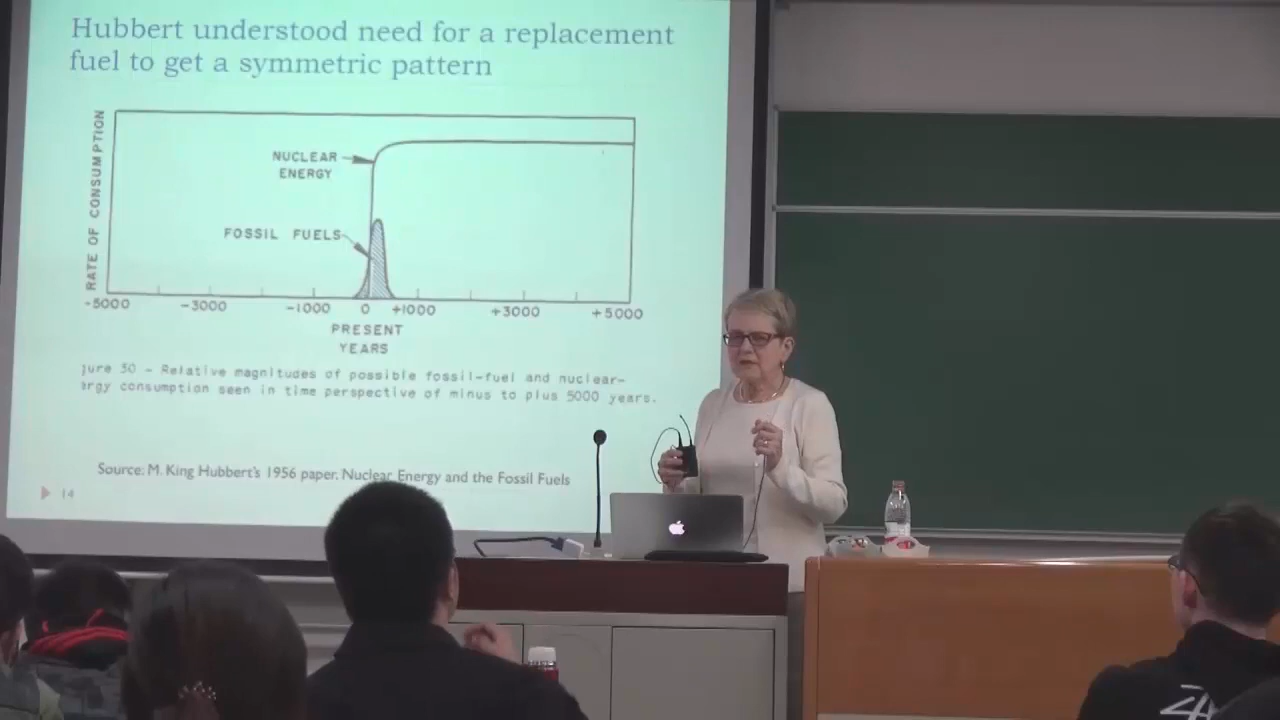 Hubbert understood need for a replacement
fuel to get a symmetric pattern
RATE OF CONSUMPTION
NUCLEAR
ENERGY
FOSSIL FUELS
-5000 -3000 -1000 0 +1000 +3000 +5000
PRESENT
YEARS
ure 30 - Relative magnitudes of possible fossil-fuel and nuclear-
rgy consumption seen in time perspective of minus to plus 5000 years.
Source: M. King Hubbert's 1956 paper, Nuclear Energy and the Fossil Fuels
14